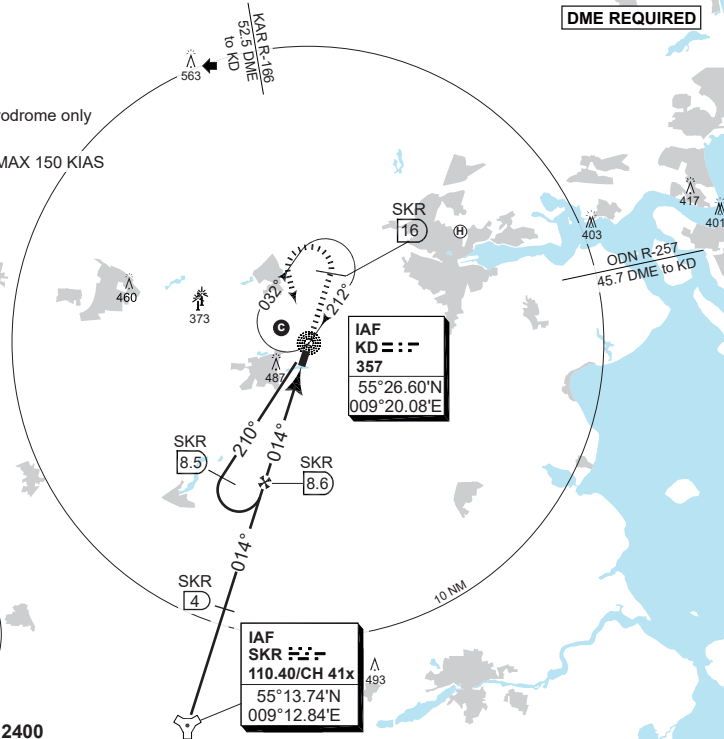 DME REQUIRED
KAR R-166
52.5 DME
to KD
563
rodrome only
MAX 150 KIAS
417
401
SKR
16
H
403
ODN R-257
45.7 DME to KD
460
373
032°
212°
C
IAF
KD
357
55°26.60'N
009°20.08'E
487
210°
014°
SKR
8.5
SKR
8.6
014°
SKR
4
10 NM
IAF
SKR
110.40/CH 41x
55°13.74'N
009°12.84'E
493
2400